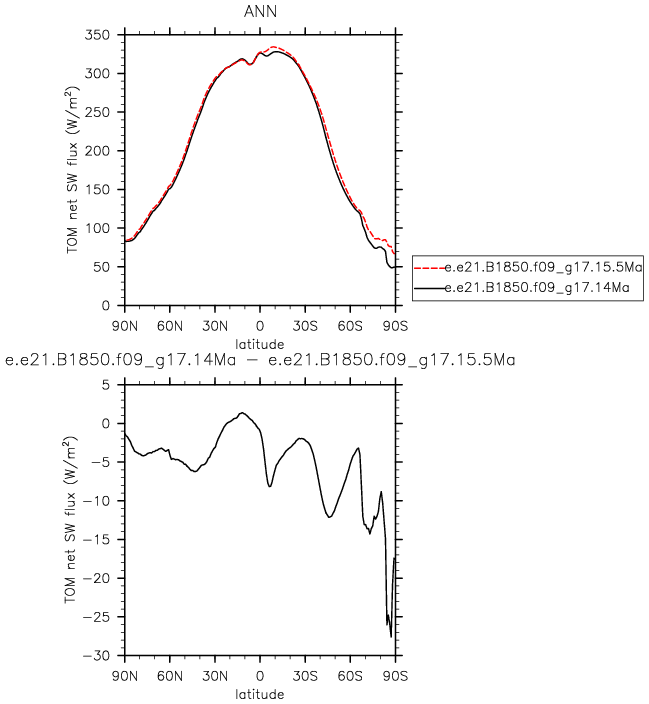 ANN
350
300
250
200
150
100
50
0
TOM net SW flux (W/m²)
90N 60N 30N 0 30S 60S 90S
latitude
e.e21.B1850.f09_g17.15.5Ma
e.e21.B1850.f09_g17.14Ma
e.e21.B1850.f09_g17.14Ma − e.e21.B1850.f09_g17.15.5Ma
5
0
−5
−10
−15
−20
−25
−30
TOM net SW flux (W/m²)
90N 60N 30N 0 30S 60S 90S
latitude